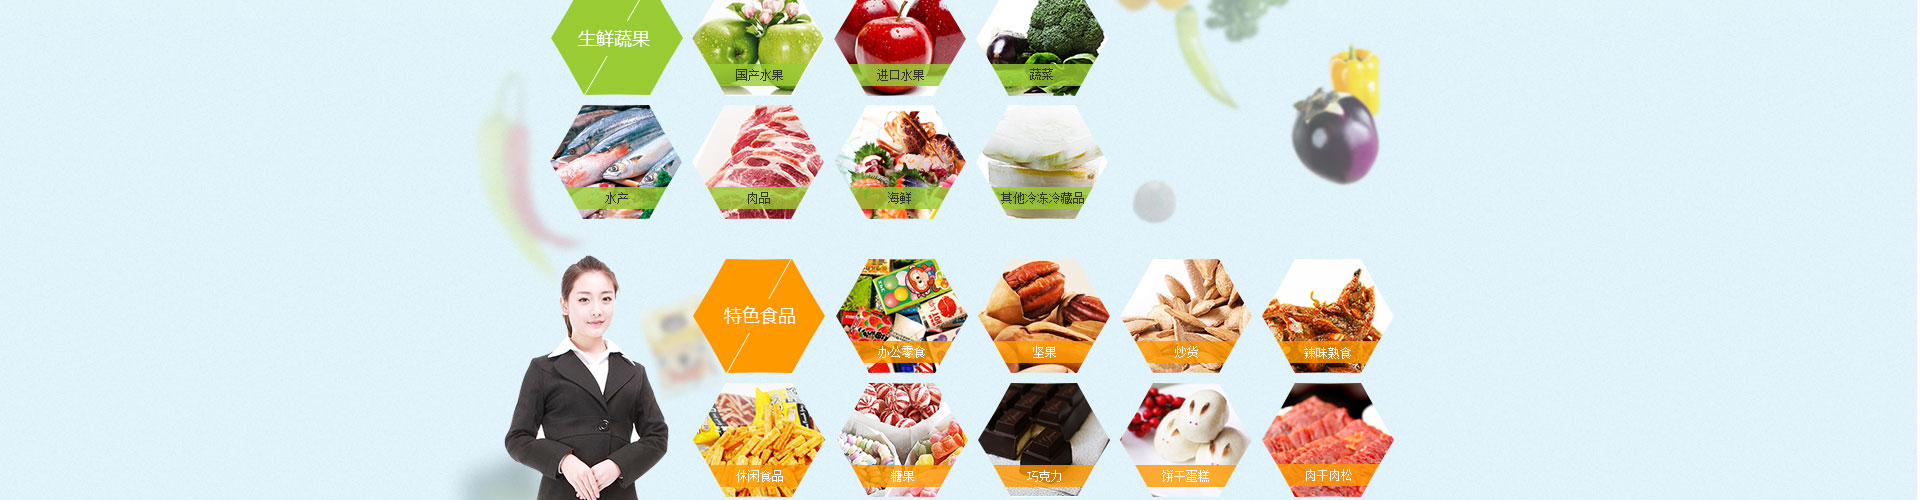 生鲜蔬果
国产水果
进口水果
蔬菜
水产
肉品
海鲜
其他冷冻冷藏品
特色食品
办公零食
坚果
炒货
辣味熟食
休闲食品
糖果
巧克力
饼干蛋糕
肉干肉松